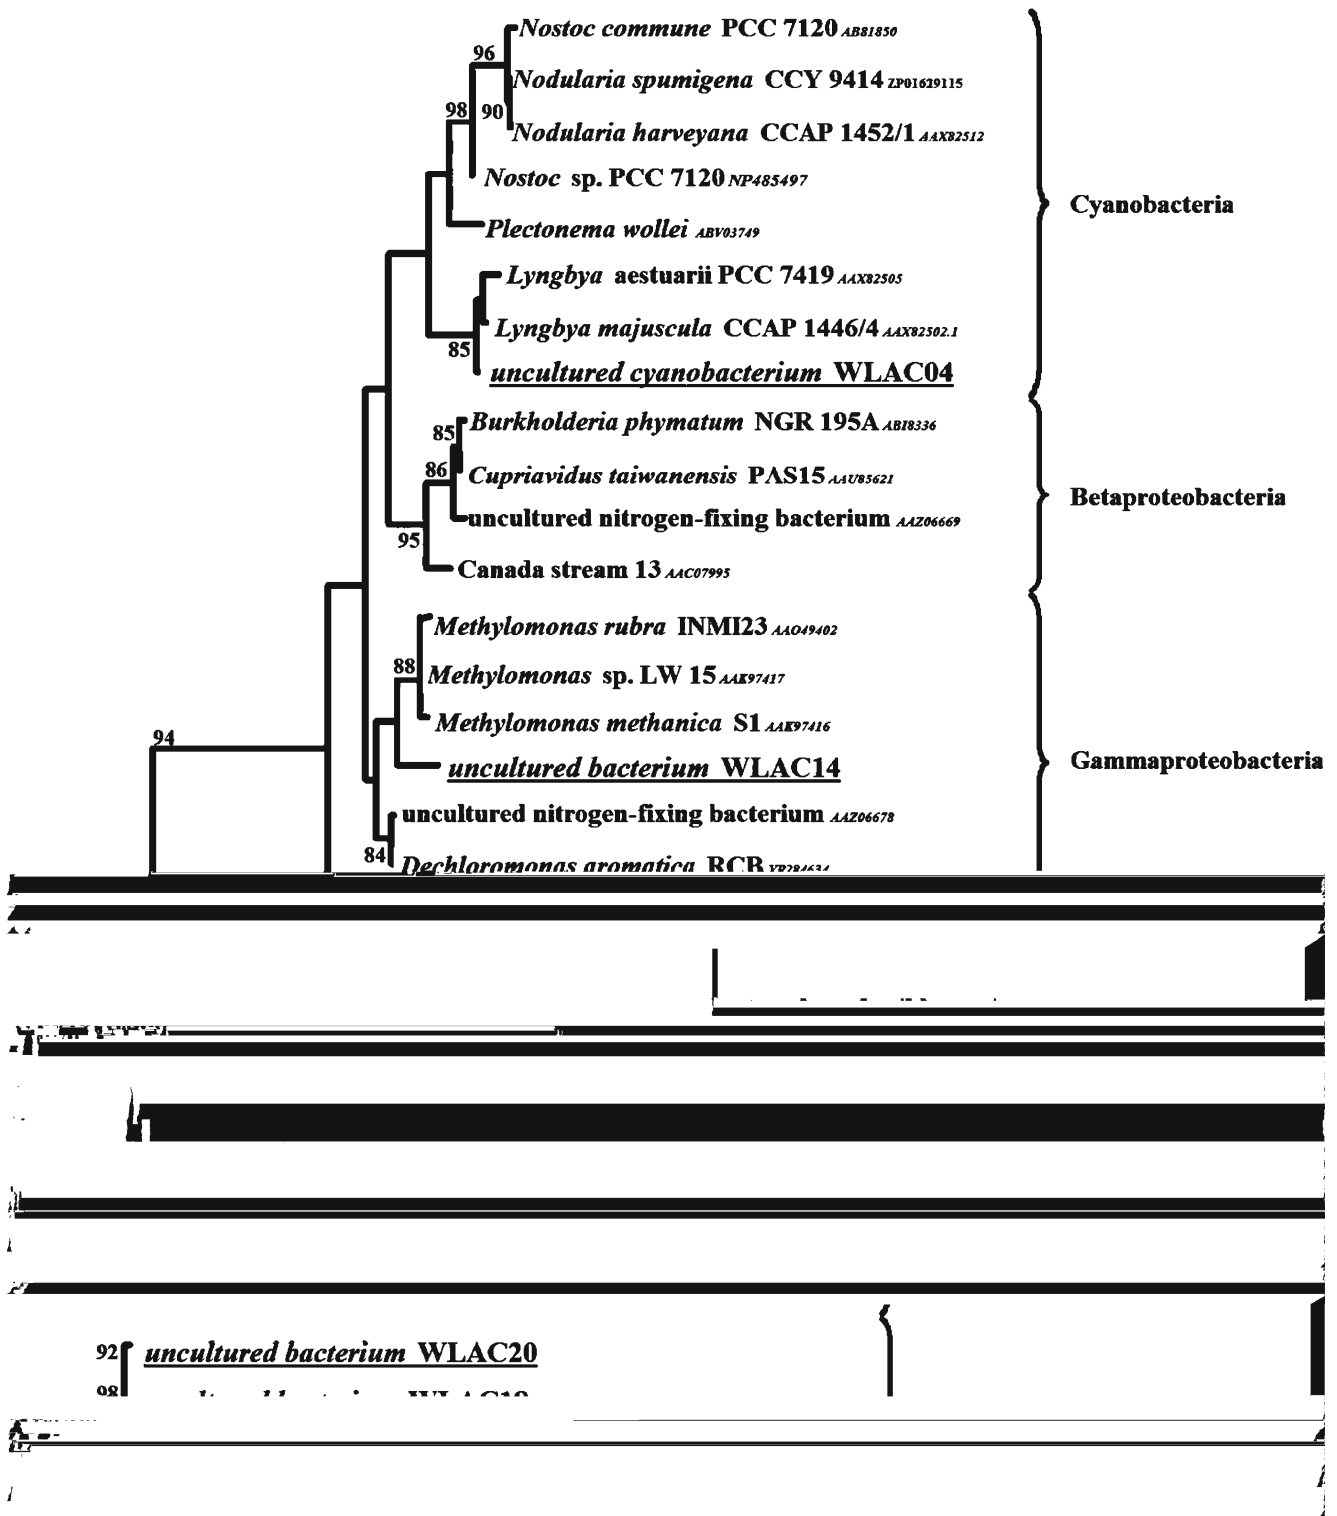 Nostoc commune PCC 7120 AB81850
96
Nodularia spumigena CCY 9414 ZP01629115
98 90
Nodularia harveyana CCAP 1452/1 AAX82512
Nostoc sp. PCC 7120 NP485497
Cyanobacteria
Plectonema wollei ABV03749
Lyngbya aestuarii PCC 7419 AAX82505
Lyngbya majuscula CCAP 1446/4 AAX82502.1
85
uncultured cyanobacterium WLAC04
Burkholderia phymatum NGR 195A ABI8336
85
86
Cupriavidus taiwanensis PAS15 AAU85621
Betaproteobacteria
uncultured nitrogen-fixing bacterium AAZ06669
95
Canada stream 13 AAC07995
Methylomonas rubra INMI23 AAO49402
88
Methylomonas sp. LW 15 AAK97417
Methylomonas methanica S1 AAK97416
94
Gammaproteobacteria
uncultured bacterium WLAC14
uncultured nitrogen-fixing bacterium AAZ06678
84
Dechloromonas aromatica RCB YP284634
92
uncultured bacterium WLAC20
98